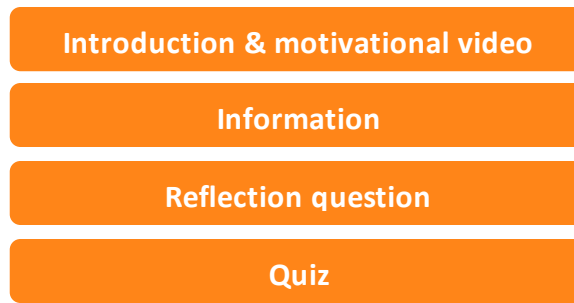 Introduction & motivational video
Information
Reflection question
Quiz